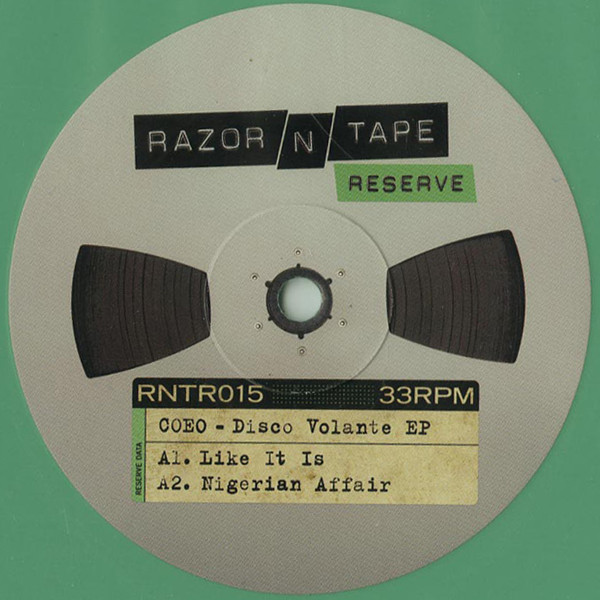 RAZOR N TAPE
RESERVE
RNTR015 33RPM
RESERVE DATA
COEO - Disco Volante EP
A1. Like It Is
A2. Nigerian Affair